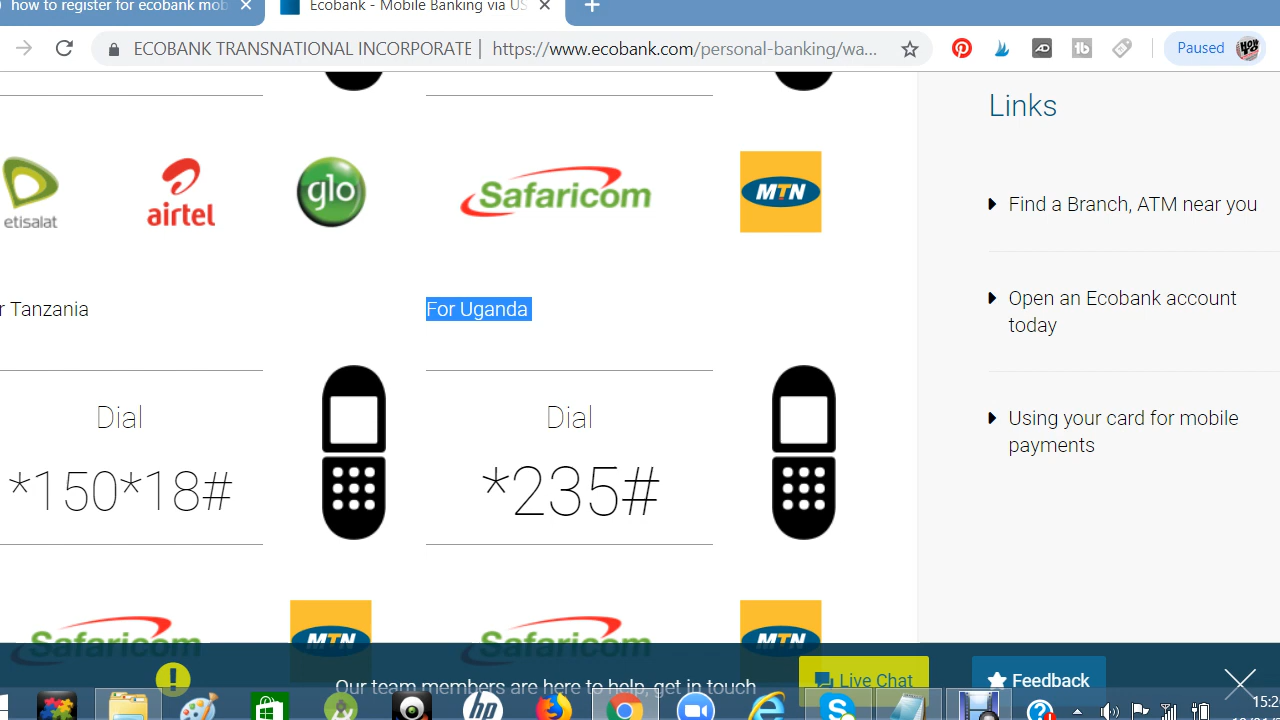 how to register for ecobank mob
Ecobank - Mobile Banking via US
ECOBANK TRANSNATIONAL INCORPORATE | https://www.ecobank.com/personal-banking/wa...
Paused
Links
etisalat
airtel
glo
Safaricom
MTN
Find a Branch, ATM near you
r Tanzania
For Uganda
Open an Ecobank account
today
Dial
*150*18#
Dial
*235#
Using your card for mobile
payments
Safaricom
MTN
Safaricom
MTN
Our team members are here to help, get in touch
Live Chat
Feedback
hp
15:2